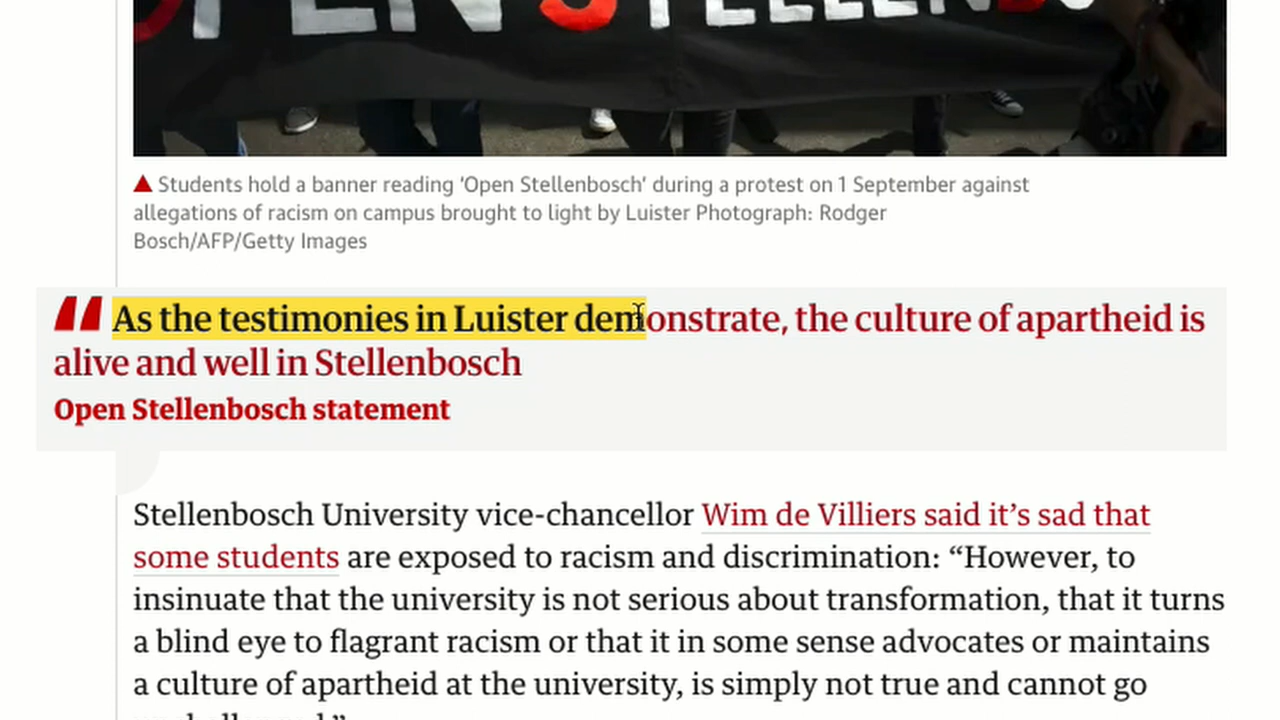 OPEN STELLENBO
▲ Students hold a banner reading ‘Open Stellenbosch’ during a protest on 1 September against
allegations of racism on campus brought to light by Luister Photograph: Rodger
Bosch/AFP/Getty Images
“ As the testimonies in Luister demonstrate, the culture of apartheid is
alive and well in Stellenbosch
Open Stellenbosch statement
Stellenbosch University vice-chancellor Wim de Villiers said it’s sad that
some students are exposed to racism and discrimination: “However, to
insinuate that the university is not serious about transformation, that it turns
a blind eye to flagrant racism or that it in some sense advocates or maintains
a culture of apartheid at the university, is simply not true and cannot go